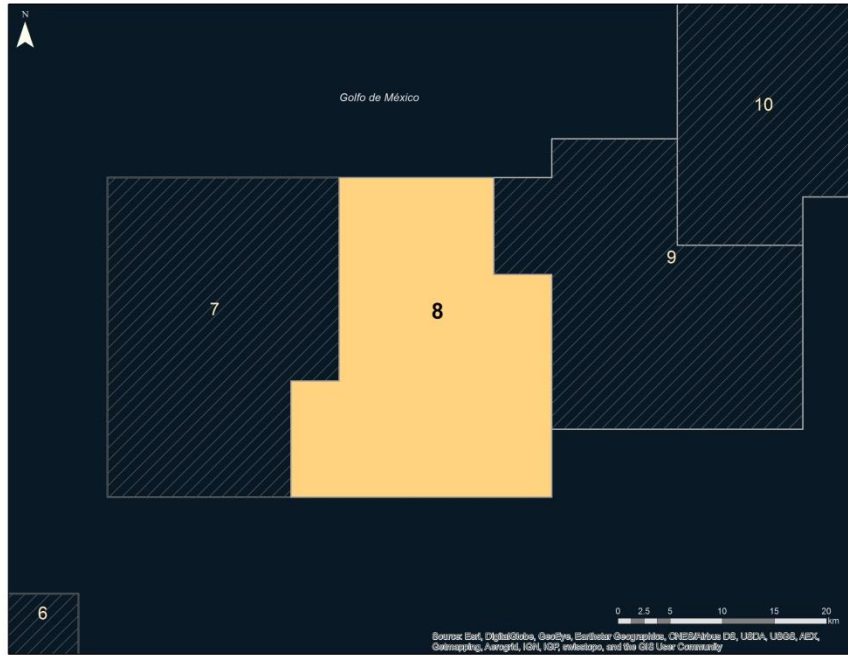 N
Golfo de México
10
9
7
8
6
0 2.5 5 10 15 20
km
Source: Esri, DigitalGlobe, GeoEye, Earthstar Geographics, CNES/Airbus DS, USDA, USGS, AEX,
Getmapping, Aerogrid, IGN, IGP, swisstopo, and the GIS User Community